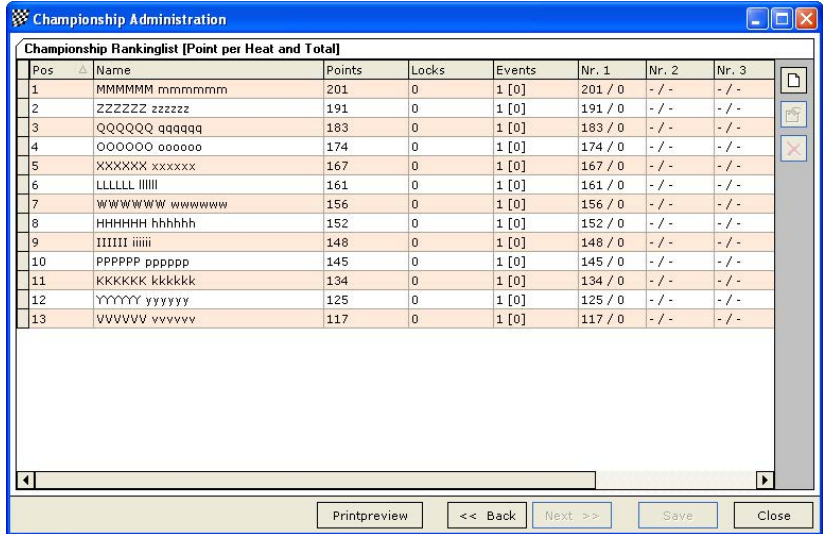 Championship Administration
Championship Rankinglist [Point per Heat and Total]
Pos Name Points Locks Events Nr. 1 Nr. 2 Nr. 3
1 MMMMMM mmmmmm 201 0 1 [0] 201 / 0 - / - - / -
2 ZZZZZZ zzzzzz 191 0 1 [0] 191 / 0 - / - - / -
3 QQQQQQ qqqqqq 183 0 1 [0] 183 / 0 - / - - / -
4 OOOOOO oooooo 174 0 1 [0] 174 / 0 - / - - / -
5 XXXXXX xxxxxx 167 0 1 [0] 167 / 0 - / - - / -
6 LLLLLL llllll 161 0 1 [0] 161 / 0 - / - - / -
7 WWWWWW wwwwww 156 0 1 [0] 156 / 0 - / - - / -
8 HHHHHH hhhhhh 152 0 1 [0] 152 / 0 - / - - / -
9 IIIIII iiiiii 148 0 1 [0] 148 / 0 - / - - / -
10 PPPPPP pppppp 145 0 1 [0] 145 / 0 - / - - / -
11 KKKKKK kkkkkk 134 0 1 [0] 134 / 0 - / - - / -
12 YYYYYY yyyyyy 125 0 1 [0] 125 / 0 - / - - / -
13 VVVVVV vvvvvv 117 0 1 [0] 117 / 0 - / - - / -
Printpreview << Back Next >> Save Close